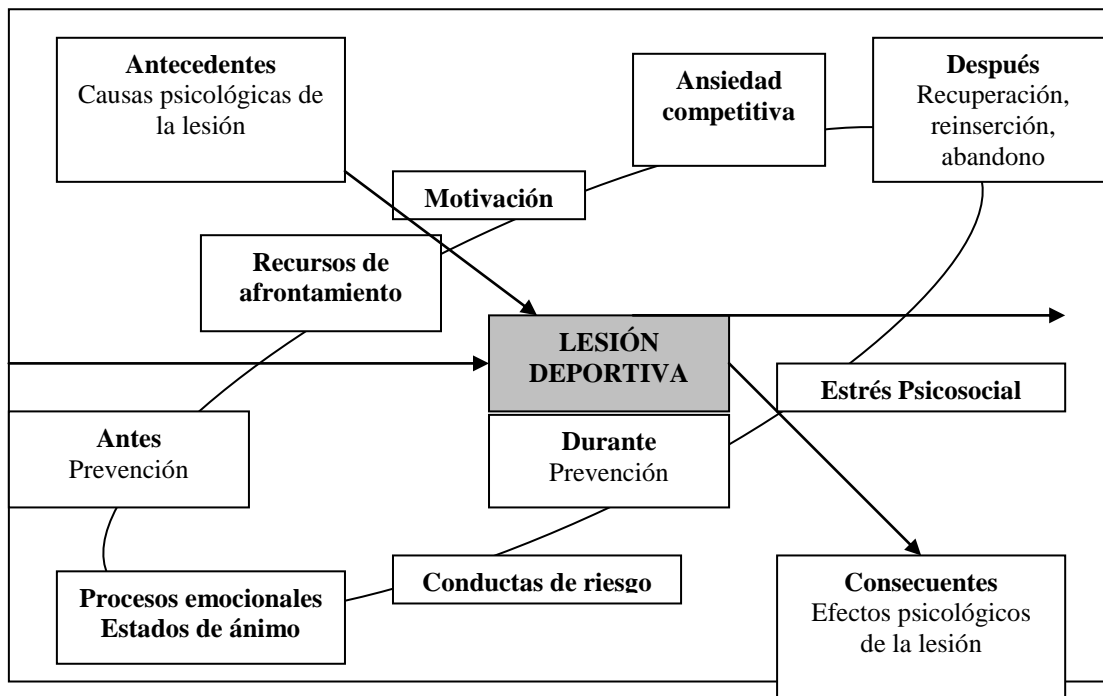 Antecedentes
Causas psicológicas de
la lesión
Ansiedad
competitiva
Después
Recuperación,
reinserción,
abandono
Motivación
Recursos de
afrontamiento
LESIÓN
DEPORTIVA
Estrés Psicosocial
Antes
Prevención
Durante
Prevención
Procesos emocionales
Estados de ánimo
Conductas de riesgo
Consecuentes
Efectos psicológicos
de la lesión